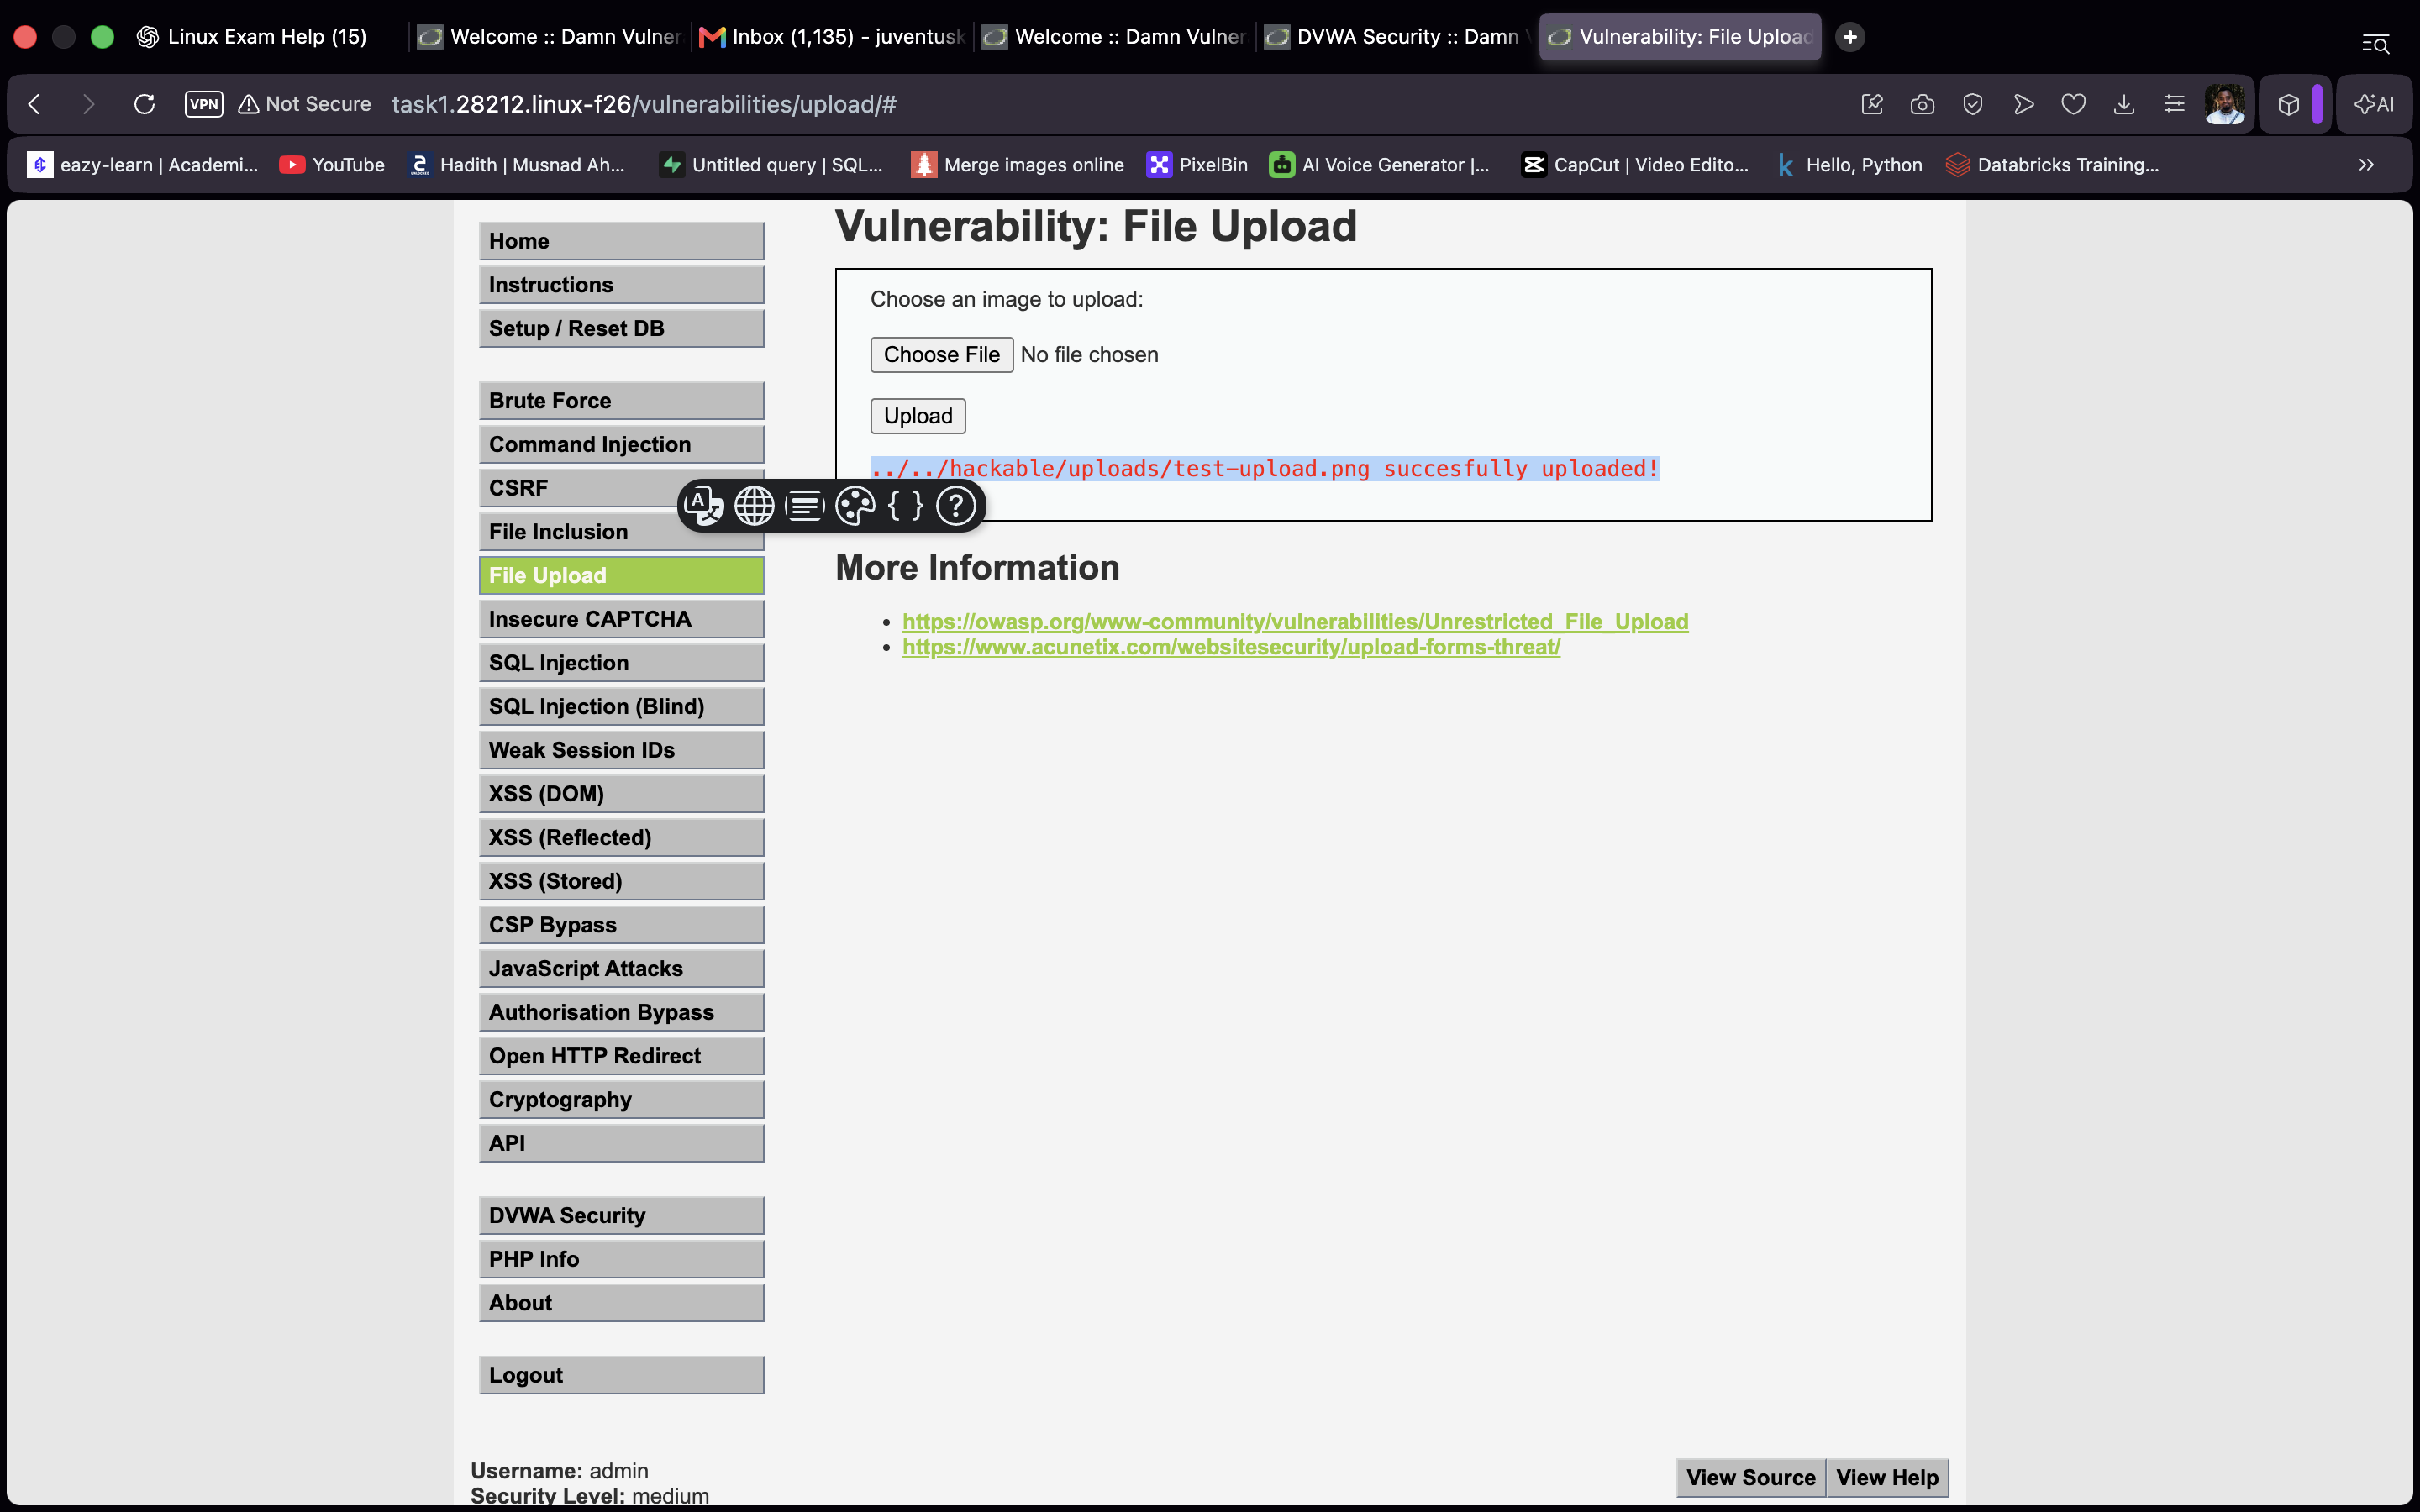 Linux Exam Help (15)
Welcome :: Damn Vulner
Inbox (1,135) - juventusk
Welcome :: Damn Vulner
DVWA Security :: Damn
Vulnerability: File Upload
VPN
Not Secure
task1.28212.linux-f26/vulnerabilities/upload/#
AI
eazy-learn | Academi...
YouTube
Hadith | Musnad Ah...
Untitled query | SQL...
Merge images online
PixelBin
AI Voice Generator |...
CapCut | Video Edito...
Hello, Python
Databricks Training...
Home
Instructions
Setup / Reset DB
Brute Force
Command Injection
CSRF
File Inclusion
File Upload
Insecure CAPTCHA
SQL Injection
SQL Injection (Blind)
Weak Session IDs
XSS (DOM)
XSS (Reflected)
XSS (Stored)
CSP Bypass
JavaScript Attacks
Authorisation Bypass
Open HTTP Redirect
Cryptography
API
DVWA Security
PHP Info
About
Logout
Vulnerability: File Upload
Choose an image to upload:
Choose File No file chosen
Upload
../../hackable/uploads/test-upload.png succesfully uploaded!
More Information
https://owasp.org/www-community/vulnerabilities/Unrestricted_File_Upload
https://www.acunetix.com/websitesecurity/upload-forms-threat/
Username: admin
Security Level: medium
View Source
View Help